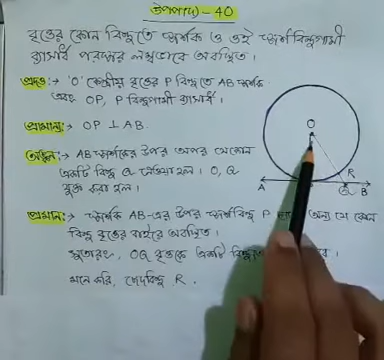 উপপাদ্য - 40
বৃত্তের কোন বিন্দুতে স্পর্শক ও ওই স্পর্শবিন্দুগামী
ব্যাসার্ধ পরস্পর লম্বভাবে অবস্থিত।
প্রদত্ত :→ 'O' কেন্দ্রীয় বৃত্তের P বিন্দুতে AB স্পর্শক
এবং OP, P বিন্দুগামী ব্যাসার্ধ।
প্রামাণ্য :→ OP ⊥ AB.
অঙ্কন :→ AB স্পর্শকের উপর অপর যেকোন
একটি বিন্দু Q নেওয়া হল। O, Q
যুক্ত করা হল।
প্রমাণ :→ স্পর্শক AB-এর উপর স্পর্শবিন্দু P অন্য যে কোন
বিন্দু বৃত্তের বাইরে অবস্থিত।
সুতরাং, OQ বৃত্তকে একটি
মনে করি, ছেদবিন্দু R.
O
R
A
Q
B